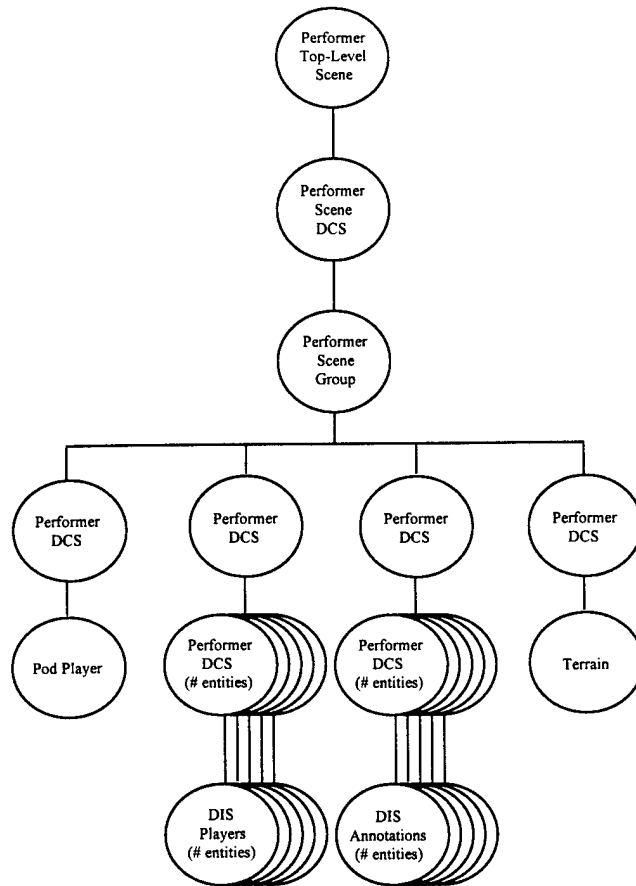 Performer
Top-Level
Scene
Performer
Scene
DCS
Performer
Scene
Group
Performer
DCS
Performer
DCS
Performer
DCS
Performer
DCS
Pod Player
Performer
DCS
(# entities)
Performer
DCS
(# entities)
Terrain
DIS
Players
(# entities)
DIS
Annotations
(# entities)